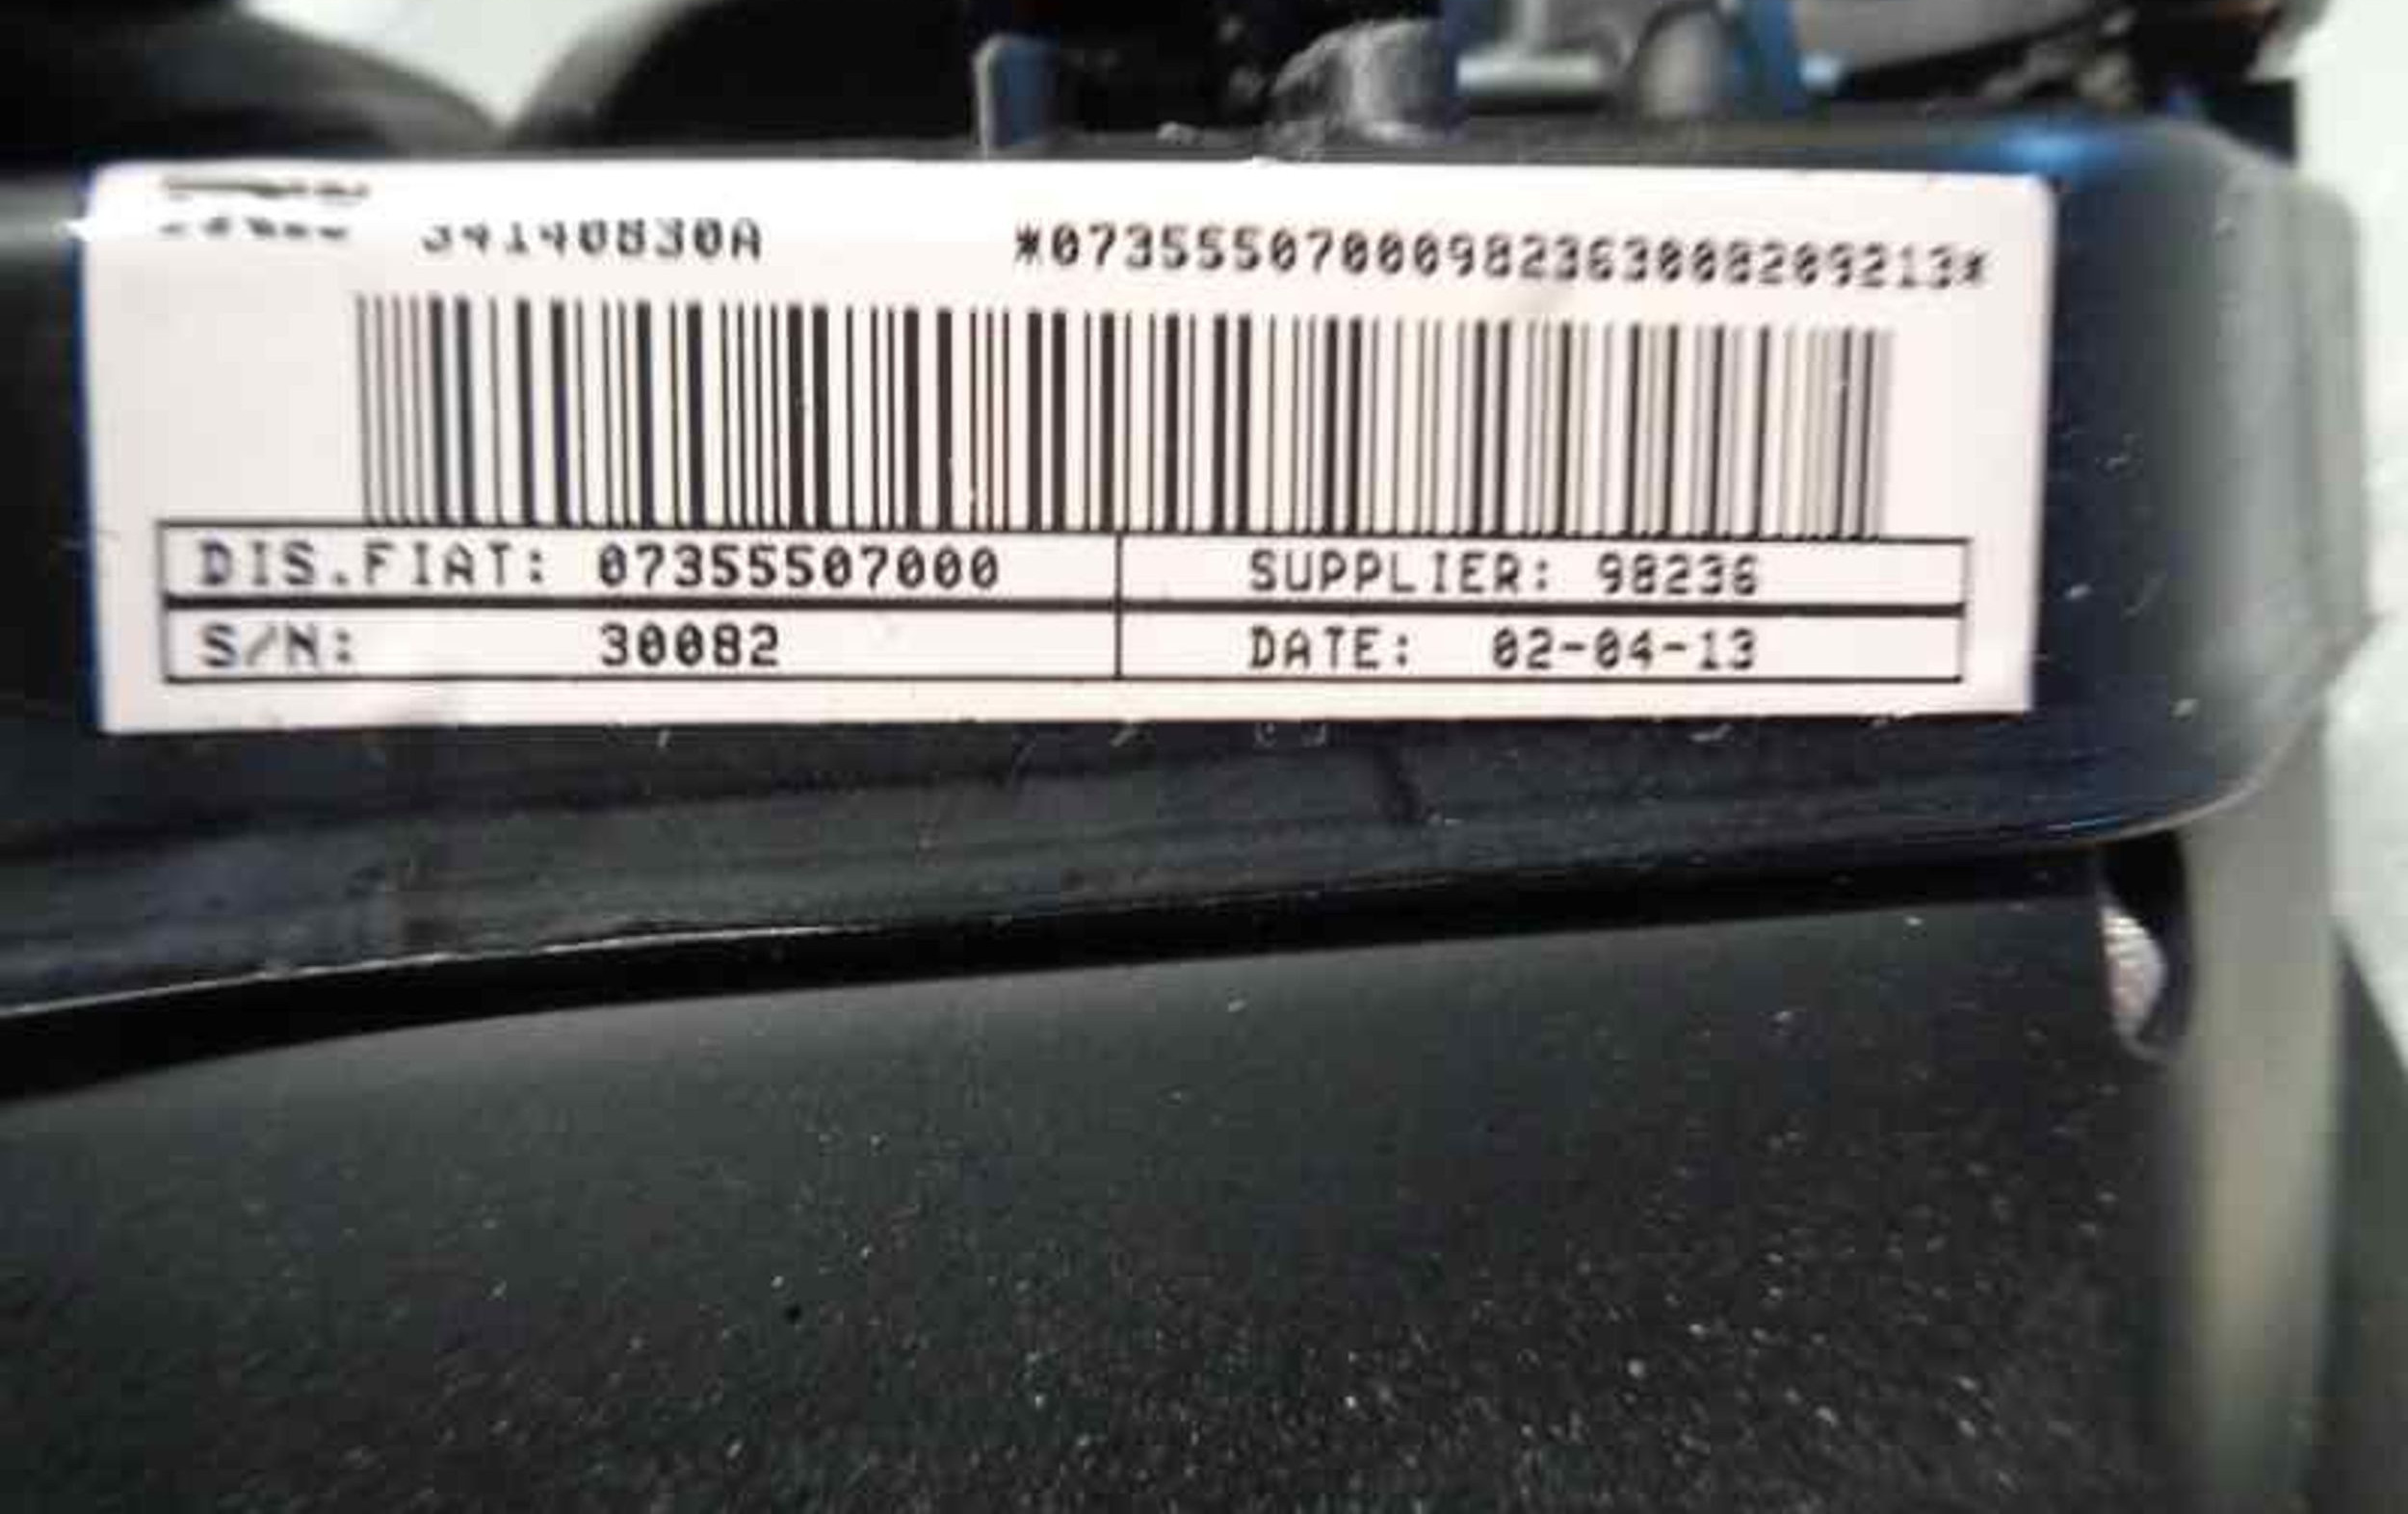 34140830A *07355507000982363008209213*
DIS.FIAT: 07355507000 SUPPLIER: 98236
S/N: 30082 DATE: 02-04-13